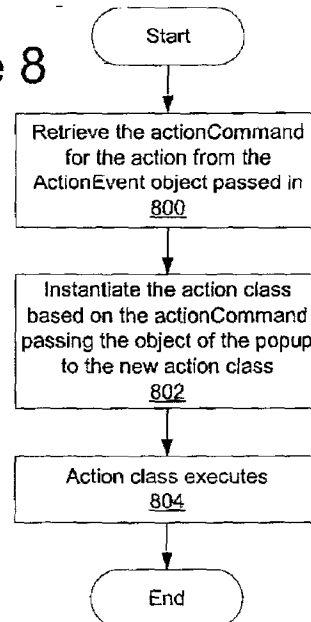 e 8
Start
Retrieve the actionCommand
for the action from the
ActionEvent object passed in
800
Instantiate the action class
based on the actionCommand
passing the object of the popup
to the new action class
802
Action class executes
804
End